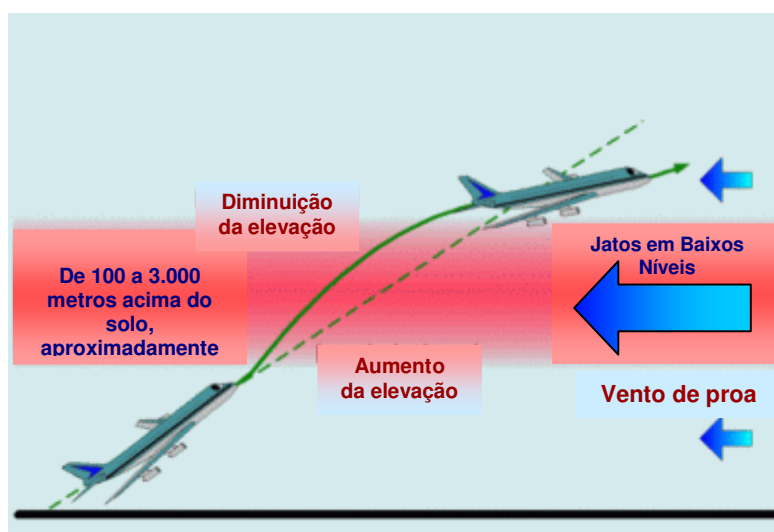 Diminuição
da elevação
Jatos em Baixos
Níveis
De 100 a 3.000
metros acima do
solo,
aproximadamente
Aumento
da elevação
Vento de proa